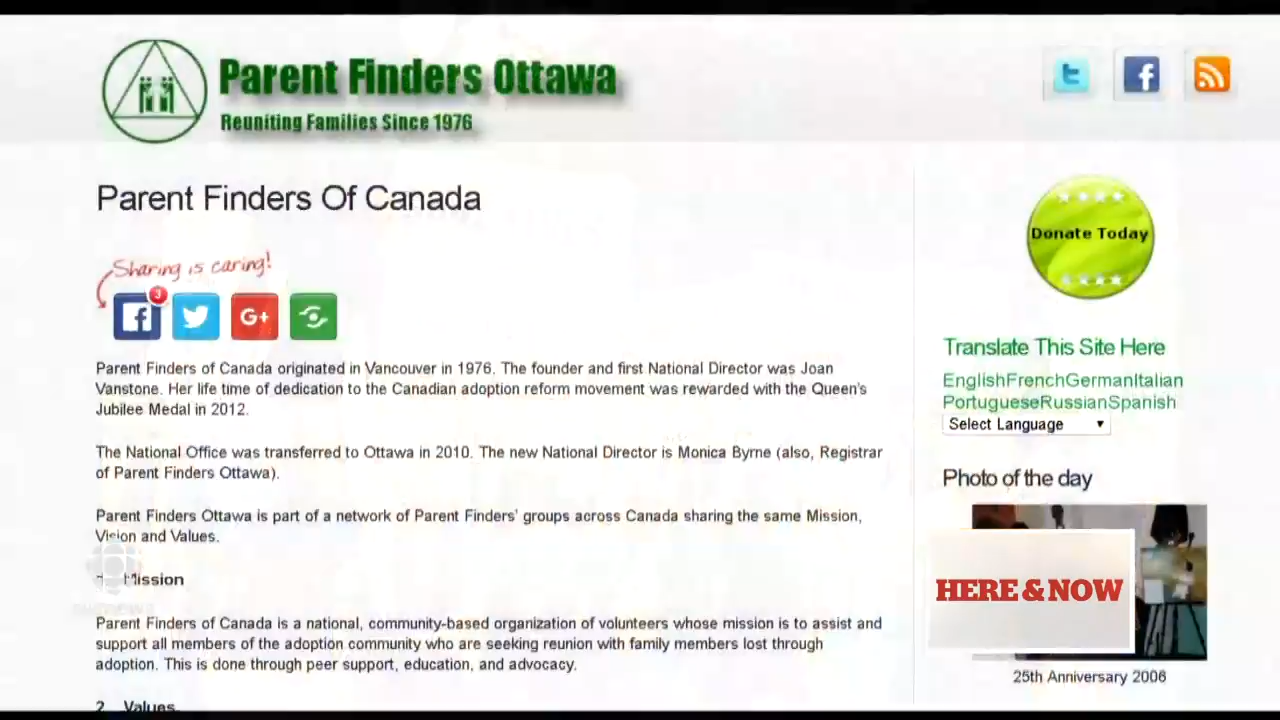 Parent Finders Ottawa
Reuniting Families Since 1976
Parent Finders Of Canada
Sharing is caring!
3
G+
Parent Finders of Canada originated in Vancouver in 1976. The founder and first National Director was Joan
Vanstone. Her life time of dedication to the Canadian adoption reform movement was rewarded with the Queen's
Jubilee Medal in 2012.
The National Office was transferred to Ottawa in 2010. The new National Director is Monica Byrne (also, Registrar
of Parent Finders Ottawa).
Parent Finders Ottawa is part of a network of Parent Finders' groups across Canada sharing the same Mission,
Vision and Values.
Mission
Parent Finders of Canada is a national, community-based organization of volunteers whose mission is to assist and
support all members of the adoption community who are seeking reunion with family members lost through
adoption. This is done through peer support, education, and advocacy.
2. Values
Donate Today
Translate This Site Here
EnglishFrenchGermanItalian
PortugueseRussianSpanish
Select Language
Photo of the day
HERE & NOW
25th Anniversary 2006